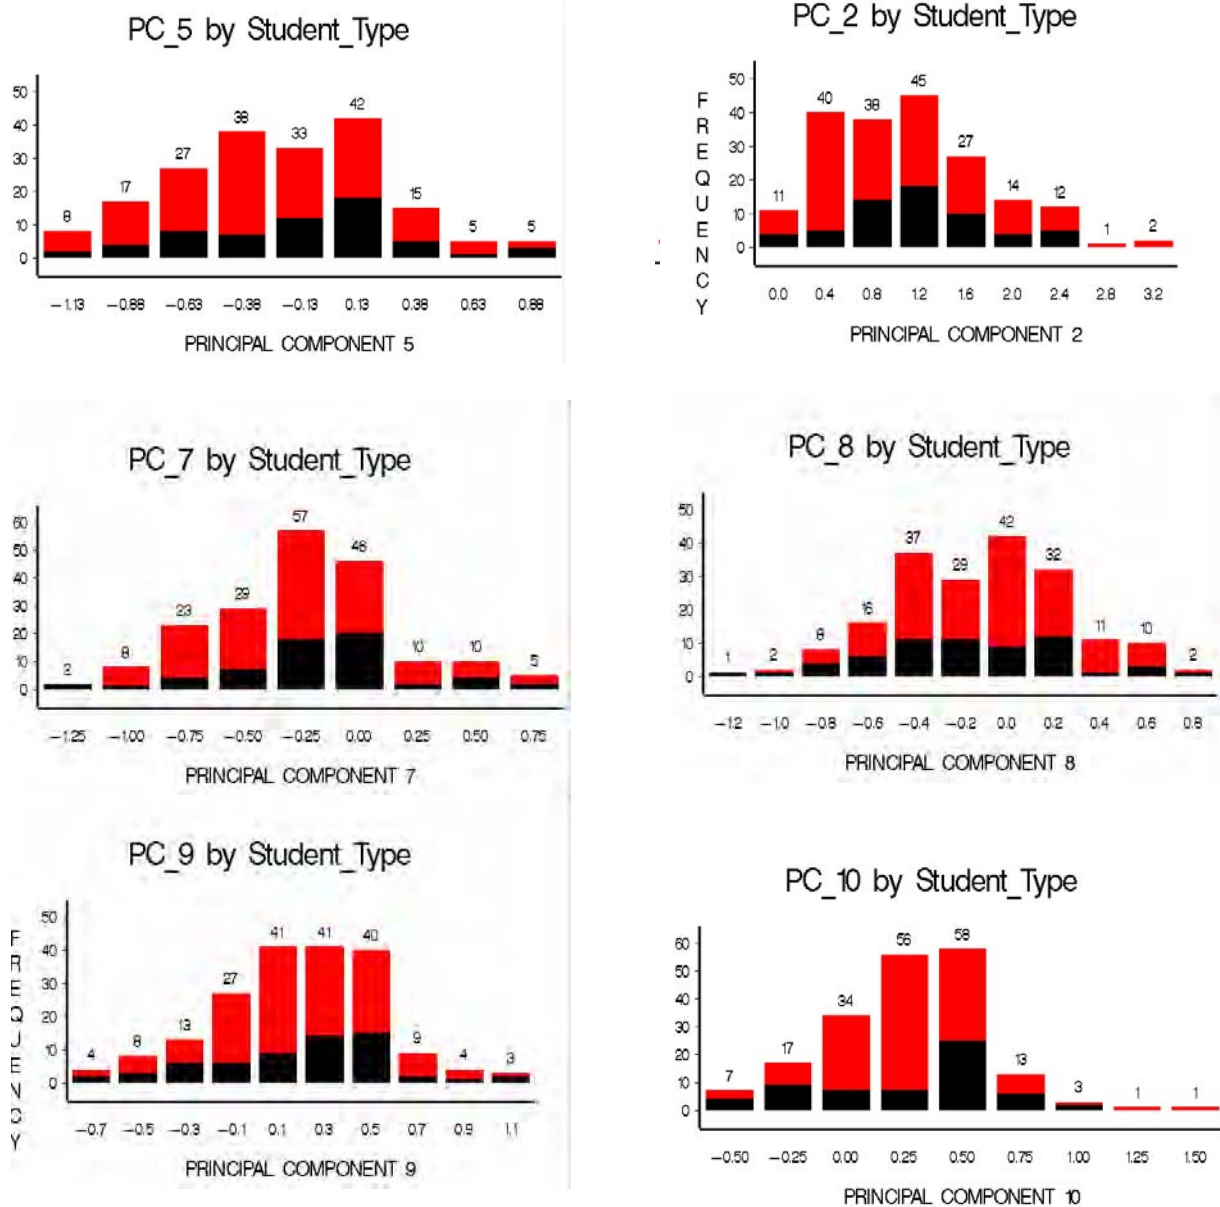 PC_5 by Student_Type
50
40
30
20
10
0
8 17 27 38 33 42 15 5 5
−1.13 −0.88 −0.63 −0.38 −0.13 0.13 0.38 0.63 0.88
PRINCIPAL COMPONENT 5
PC_2 by Student_Type
FREQUENCY
50
40
30
20
10
0
11 40 38 45 27 14 12 1 2
0.0 0.4 0.8 1.2 1.6 2.0 2.4 2.8 3.2
PRINCIPAL COMPONENT 2
PC_7 by Student_Type
60
50
40
30
20
10
0
2 8 23 29 57 46 10 10 5
−1.25 −1.00 −0.75 −0.50 −0.25 0.00 0.25 0.50 0.75
PRINCIPAL COMPONENT 7
PC_8 by Student_Type
50
40
30
20
10
0
1 2 8 16 37 29 42 32 11 10 2
−1.2 −1.0 −0.8 −0.6 −0.4 −0.2 0.0 0.2 0.4 0.6 0.8
PRINCIPAL COMPONENT 8
PC_9 by Student_Type
FREQUENCY
50
40
30
20
10
0
4 8 13 27 41 41 40 9 4 3
−0.7 −0.5 −0.3 −0.1 0.1 0.3 0.5 0.7 0.9 1.1
PRINCIPAL COMPONENT 9
PC_10 by Student_Type
60
50
40
30
20
10
0
7 17 34 56 58 13 3 1 1
−0.50 −0.25 0.00 0.25 0.50 0.75 1.00 1.25 1.50
PRINCIPAL COMPONENT 10